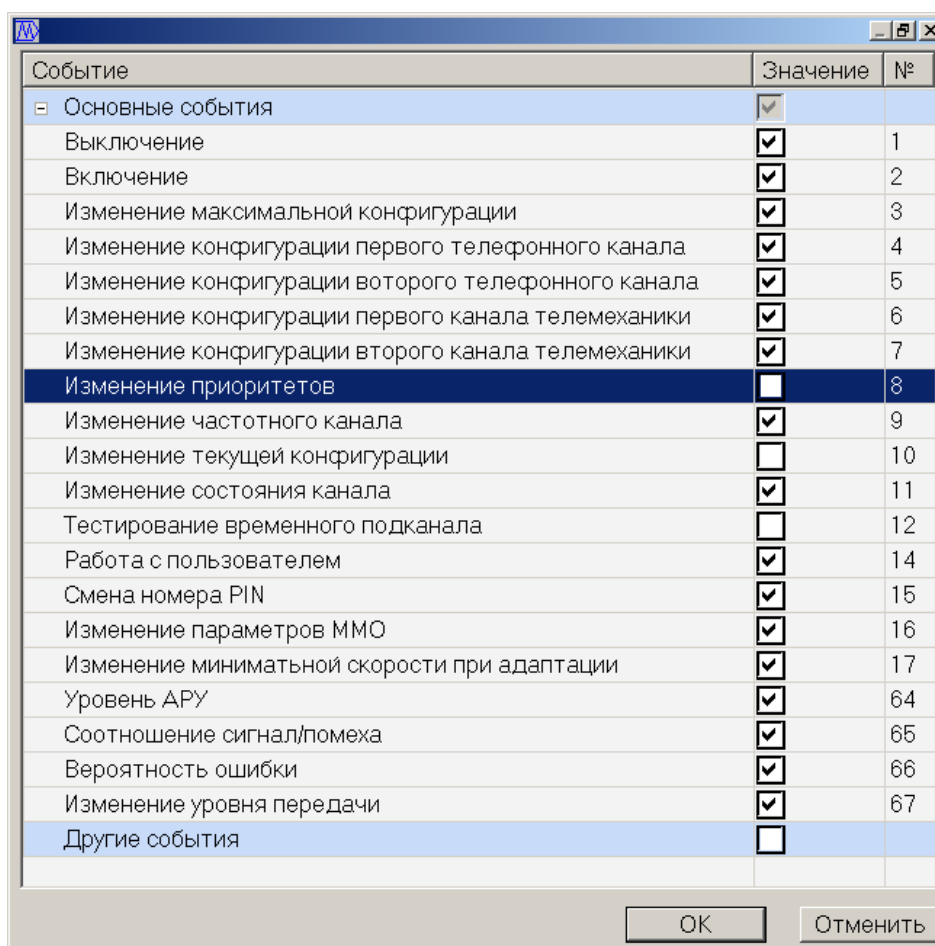 Событие Значение №
Основные события
Выключение 1
Включение 2
Изменение максимальной конфигурации 3
Изменение конфигурации первого телефронного канала 4
Изменение конфигурации воторого телефронного канала 5
Изменение конфигурации первого канала телемеханики 6
Изменение конфигурации второго канала телемеханики 7
Изменение приоритетов 8
Изменение частотного канала 9
Изменение текущей конфигурации 10
Изменение состояния канала 11
Тестирование временного подканала 12
Работа с пользователем 14
Смена номера PIN 15
Изменение параметров ММО 16
Изменение миниматьной скорости при адаптации 17
Уровень АРУ 64
Соотношение сигнал/помеха 65
Вероятность ошибки 66
Изменение уровня передачи 67
Другие события
OK Отменить